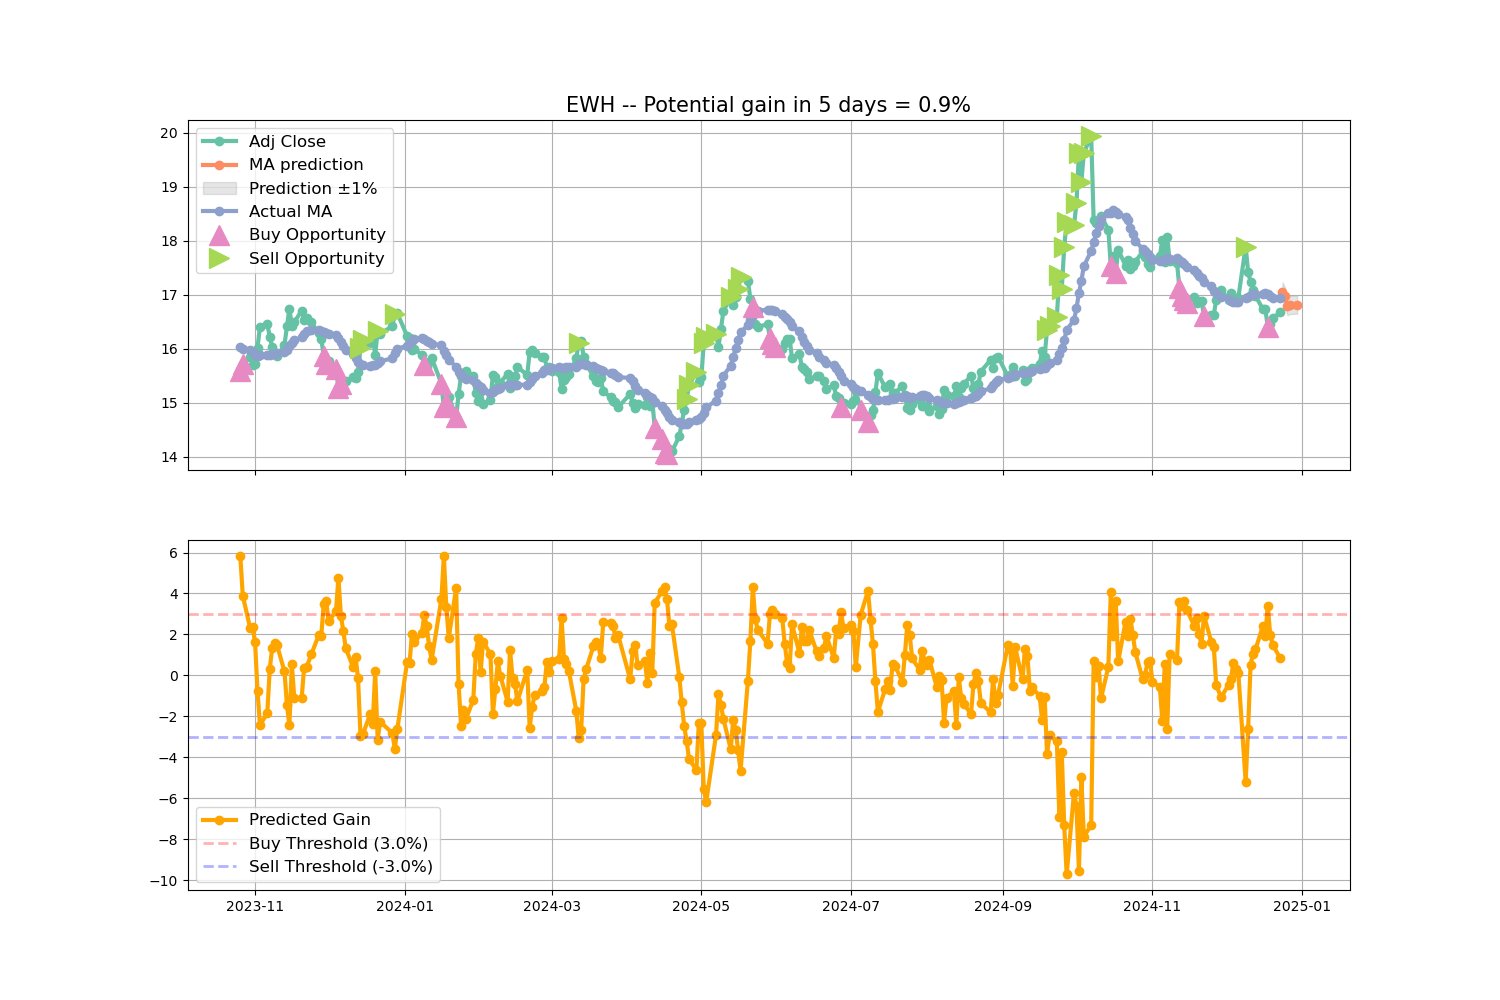 EWH -- Potential gain in 5 days = 0.9%
20
19
18
17
16
15
14
Adj Close
MA prediction
Prediction ±1%
Actual MA
Buy Opportunity
Sell Opportunity
6
4
2
0
−2
−4
−6
−8
−10
Predicted Gain
Buy Threshold (3.0%)
Sell Threshold (-3.0%)
2023-11
2024-01
2024-03
2024-05
2024-07
2024-09
2024-11
2025-01